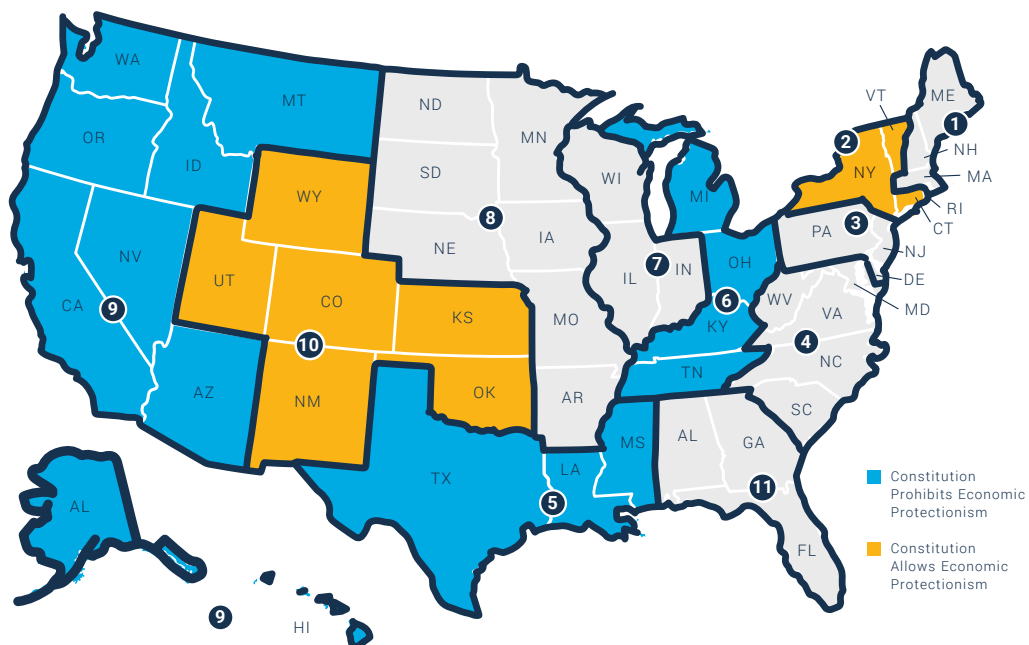 WA
MT
ND
MN
VT
ME
1
OR
ID
SD
WI
2
NY
NH
MA
MI
WY
8
RI
CT
PA
3
NV
NE
IA
NJ
UT
CO
IL
7
IN
OH
DE
CA
9
KS
6
WV
MD
KY
VA
MO
10
4
NC
AZ
NM
OK
AR
TN
SC
TX
LA
MS
AL
GA
5
11
AL
FL
9
HI
Constitution
Prohibits Economic
Protectionism
Constitution
Allows Economic
Protectionism